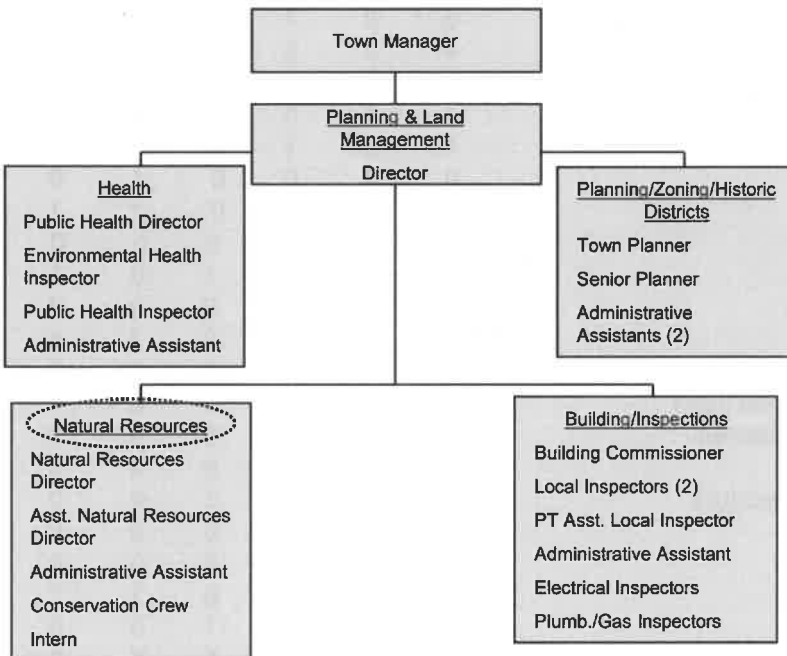 Town Manager
Planning & Land
Management
Director
Health
Public Health Director
Environmental Health
Inspector
Public Health Inspector
Administrative Assistant
Planning/Zoning/Historic
Districts
Town Planner
Senior Planner
Administrative
Assistants (2)
Natural Resources
Natural Resources
Director
Asst. Natural Resources
Director
Administrative Assistant
Conservation Crew
Intern
Building/Inspections
Building Commissioner
Local Inspectors (2)
PT Asst. Local Inspector
Administrative Assistant
Electrical Inspectors
Plumb./Gas Inspectors